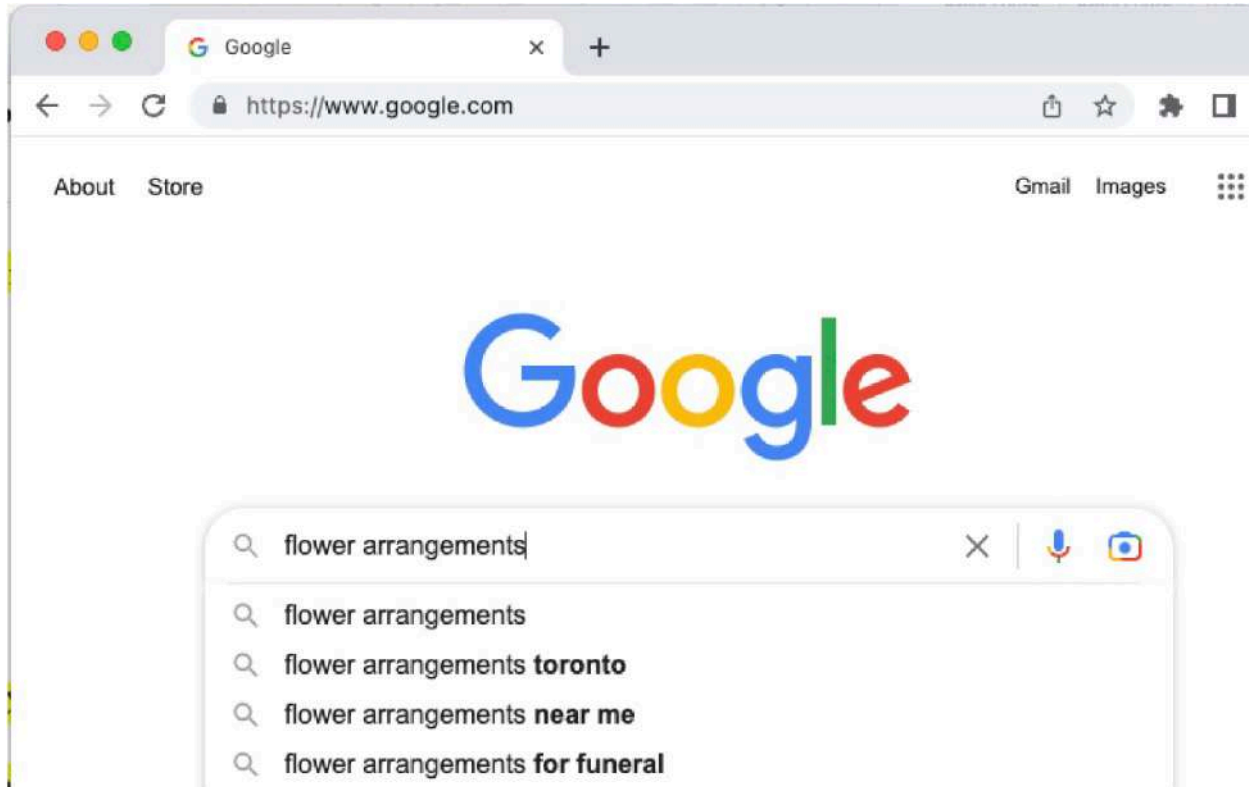 Google
https://www.google.com
About Store Gmail Images
Google
flower arrangements
flower arrangements
flower arrangements toronto
flower arrangements near me
flower arrangements for funeral